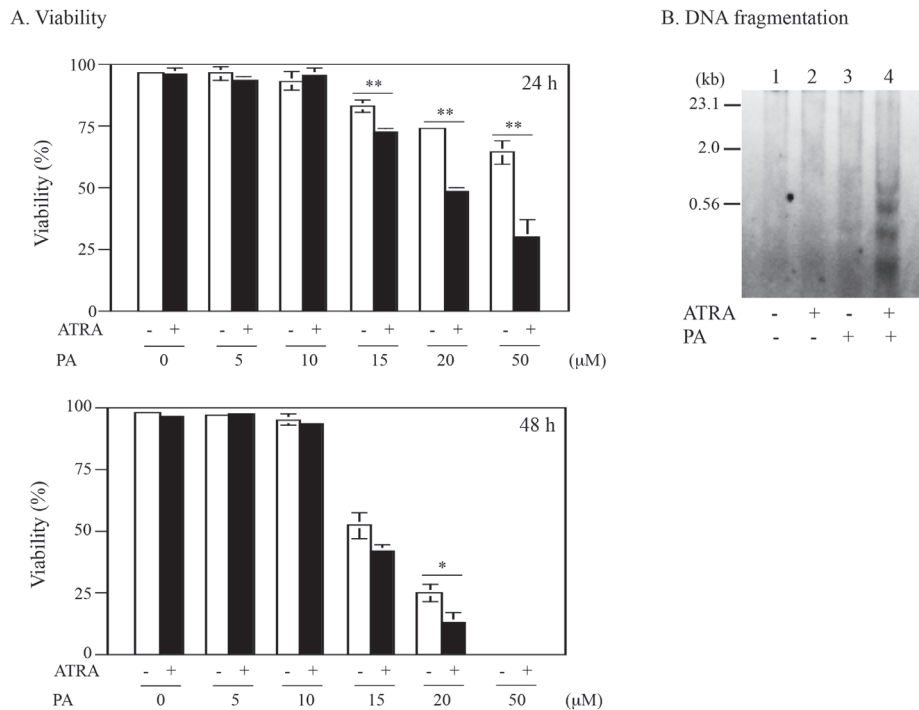 A. Viability
100
75
50
25
0
Viability (%)
24 h
** ** **
ATRA - + - + - + - + - + - +
PA 0 5 10 15 20 50 (μM)
100
75
50
25
0
Viability (%)
48 h
*
ATRA - + - + - + - + - + - +
PA 0 5 10 15 20 50 (μM)
B. DNA fragmentation
(kb) 1 2 3 4
23.1
2.0
0.56
ATRA - + - +
PA - - + +